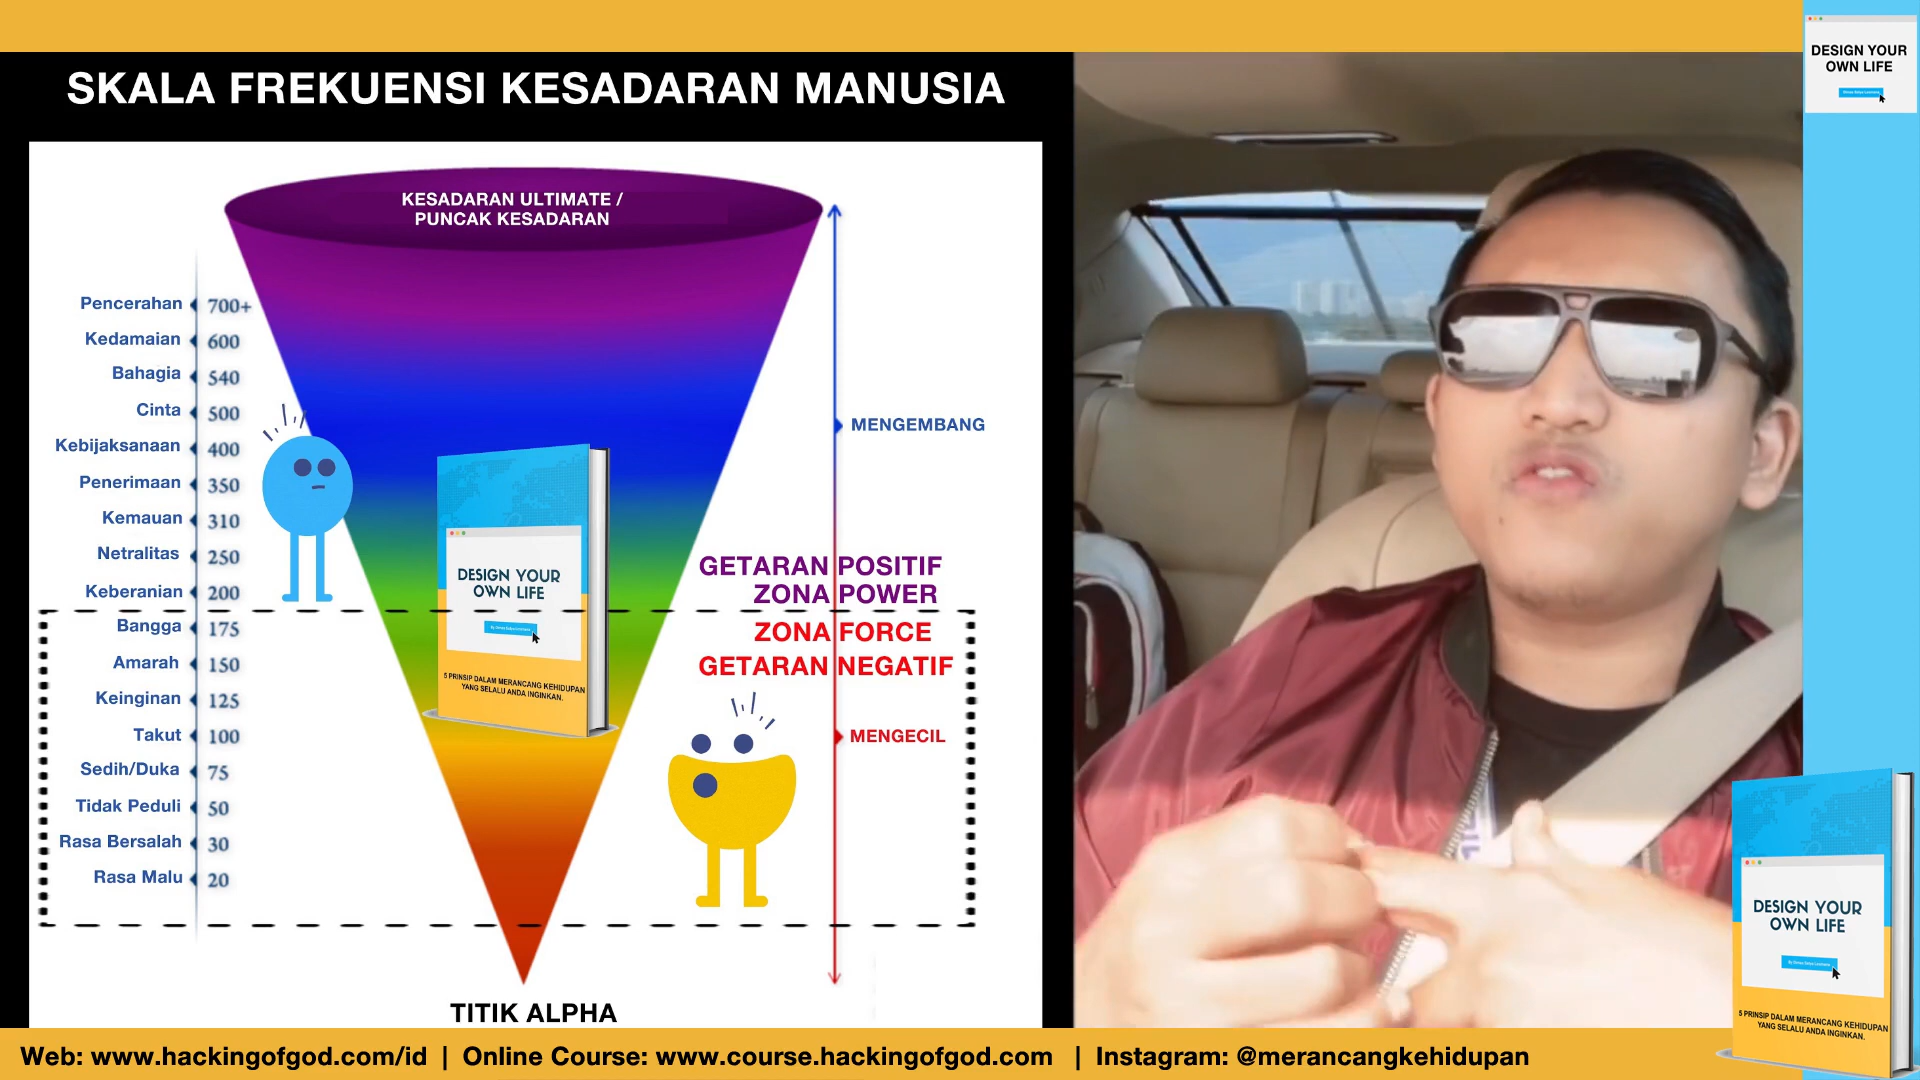 SKALA FREKUENSI KESADARAN MANUSIA
KESADARAN ULTIMATE /
PUNCAK KESADARAN
Pencerahan 700+
Kedamaian 600
Bahagia 540
Cinta 500
Kebijaksanaan 400
Penerimaan 350
Kemauan 310
Netralitas 250
Keberanian 200
Bangga 175
Amarah 150
Keinginan 125
Takut 100
Sedih/Duka 75
Tidak Peduli 50
Rasa Bersalah 30
Rasa Malu 20
MENGEMBANG
GETARAN POSITIF
ZONA POWER
ZONA FORCE
GETARAN NEGATIF
MENGECIL
DESIGN YOUR
OWN LIFE
5 PRINSIP DALAM MERANCANG KEHIDUPAN
YANG SELALU ANDA INGINKAN.
TITIK ALPHA
DESIGN YOUR
OWN LIFE
DESIGN YOUR
OWN LIFE
5 PRINSIP DALAM MERANCANG KEHIDUPAN
YANG SELALU ANDA INGINKAN.
Web: www.hackingofgod.com/id | Online Course: www.course.hackingofgod.com | Instagram: @merancangkehidupan